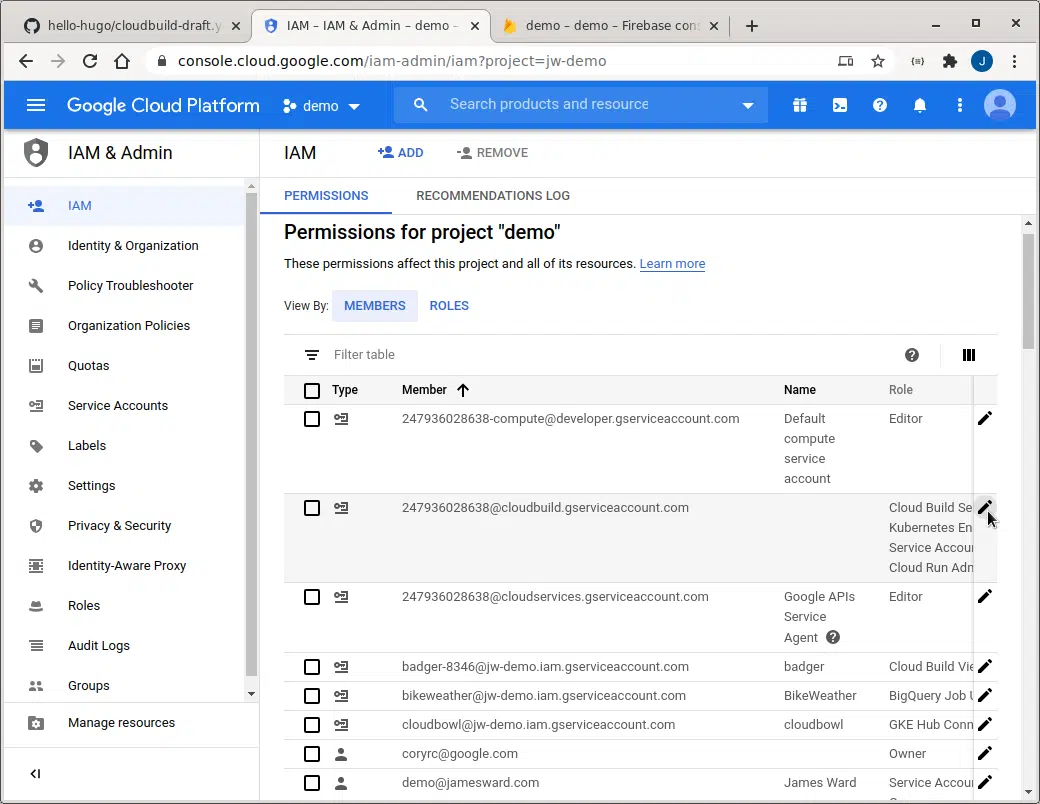 hello-hugo/cloudbuild-draft.y
IAM – IAM & Admin – demo –
demo – demo – Firebase cons
console.cloud.google.com/iam-admin/iam?project=jw-demo
J
Google Cloud Platform
demo
Search products and resource
IAM & Admin
IAM
ADD
REMOVE
PERMISSIONS
RECOMMENDATIONS LOG
IAM
Identity & Organization
Policy Troubleshooter
Organization Policies
Quotas
Service Accounts
Labels
Settings
Privacy & Security
Identity-Aware Proxy
Roles
Audit Logs
Groups
Manage resources
Permissions for project "demo"
These permissions affect this project and all of its resources. Learn more
View By: MEMBERS ROLES
Filter table
Type Member Name Role
247936028638-compute@developer.gserviceaccount.com Default Editor
compute
service
account
247936028638@cloudbuild.gserviceaccount.com Cloud Build Se
Kubernetes En
Service Accoun
Cloud Run Adm
247936028638@cloudservices.gserviceaccount.com Google APIs Editor
Service
Agent
badger-8346@jw-demo.iam.gserviceaccount.com badger Cloud Build Vie
bikeweather@jw-demo.iam.gserviceaccount.com BikeWeather BigQuery Job U
cloudbowl@jw-demo.iam.gserviceaccount.com cloudbowl GKE Hub Conn
coryrc@google.com Owner
demo@jamesward.com James Ward Service Accoun